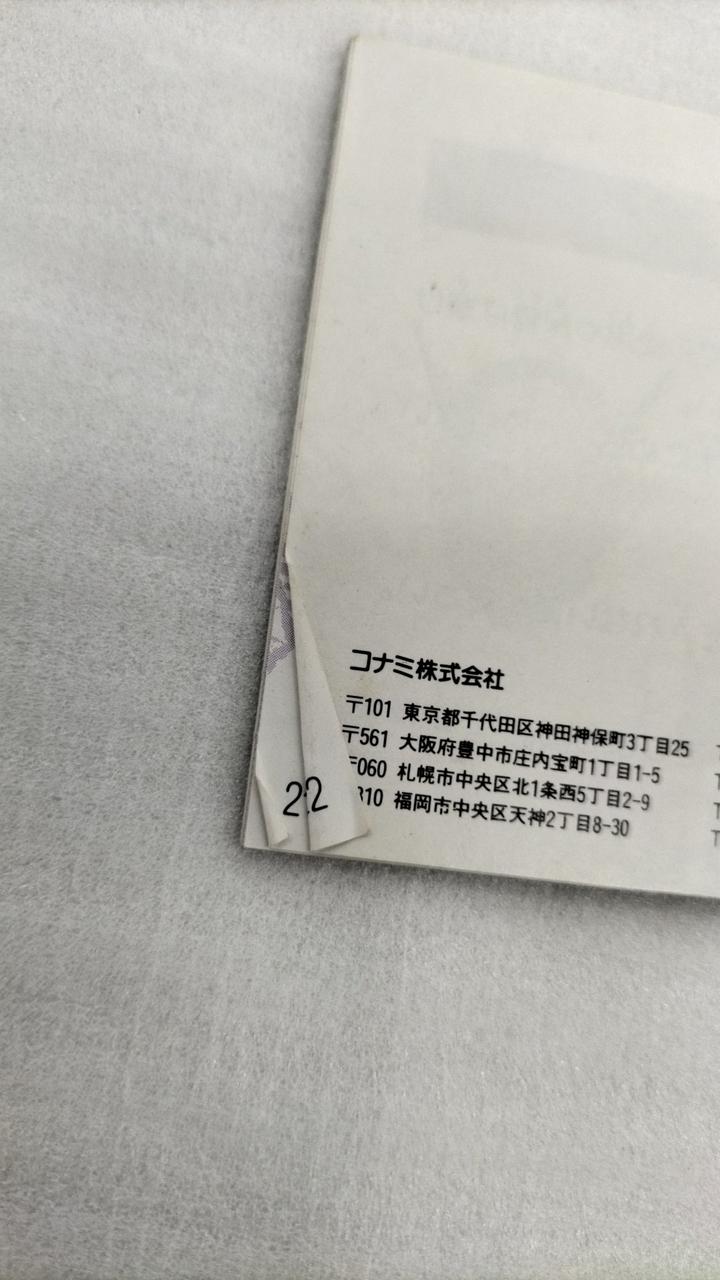 コナミ株式会社
〒101 東京都千代田区神田神保町3丁目25
〒561 大阪府豊中市庄内宝町1丁目1-5
〒060 札幌市中央区北1条西5丁目2-9
810 福岡市中央区天神2丁目8-30
22